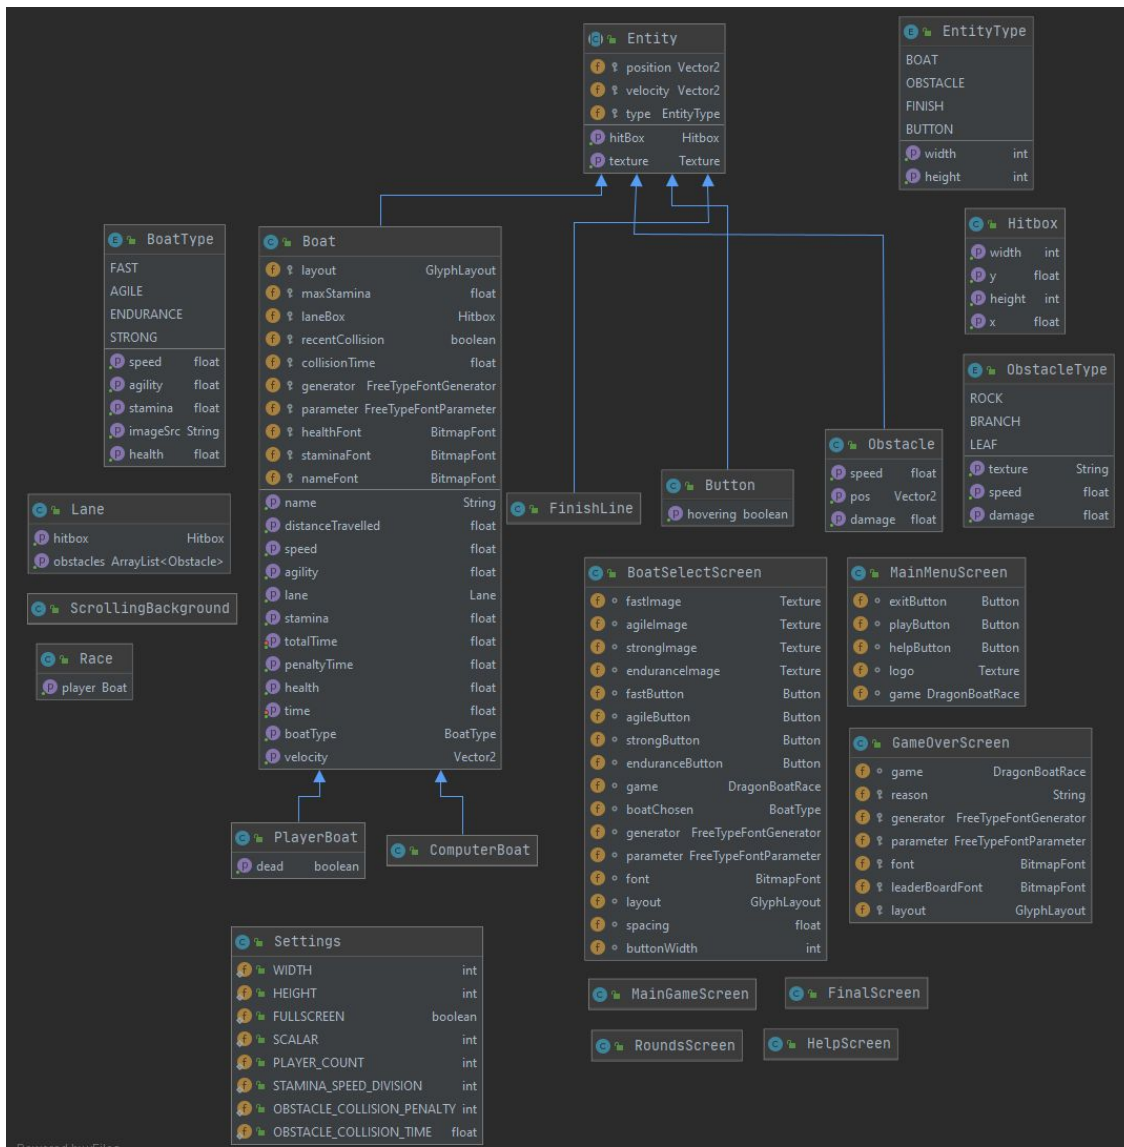 Entity
position Vector2
velocity Vector2
type EntityType
hitBox Hitbox
texture Texture
EntityType
BOAT
OBSTACLE
FINISH
BUTTON
width int
height int
BoatType
FAST
AGILE
ENDURANCE
STRONG
speed float
agility float
stamina float
imageSrc String
health float
Boat
layout GlyphLayout
maxStamina float
laneBox Hitbox
recentCollision boolean
collisionTime float
generator FreeTypeFontGenerator
parameter FreeTypeFontParameter
healthFont BitmapFont
staminaFont BitmapFont
nameFont BitmapFont
name String
distanceTravelled float
speed float
agility float
lane Lane
stamina float
totalTime float
penaltyTime float
health float
time float
boatType BoatType
velocity Vector2
Hitbox
width int
y float
height int
x float
ObstacleType
ROCK
BRANCH
LEAF
texture String
speed float
damage float
Obstacle
speed float
pos Vector2
damage float
Button
hovering boolean
FinishLine
Lane
hitbox Hitbox
obstacles ArrayList<Obstacle>
ScrollingBackground
Race
player Boat
BoatSelectScreen
fastImage Texture
agileImage Texture
strongImage Texture
enduranceImage Texture
fastButton Button
agileButton Button
strongButton Button
enduranceButton Button
game DragonBoatRace
boatChosen BoatType
generator FreeTypeFontGenerator
parameter FreeTypeFontParameter
font BitmapFont
layout GlyphLayout
spacing float
buttonWidth int
MainMenuScreen
exitButton Button
playButton Button
helpButton Button
logo Texture
game DragonBoatRace
GameOverScreen
game DragonBoatRace
reason String
generator FreeTypeFontGenerator
parameter FreeTypeFontParameter
font BitmapFont
leaderBoardFont BitmapFont
layout GlyphLayout
PlayerBoat
dead boolean
ComputerBoat
Settings
WIDTH int
HEIGHT int
FULLSCREEN boolean
SCALAR int
PLAYER_COUNT int
STAMINA_SPEED_DIVISION int
OBSTACLE_COLLISION_PENALTY int
OBSTACLE_COLLISION_TIME float
MainGameScreen
FinalScreen
RoundsScreen
HelpScreen